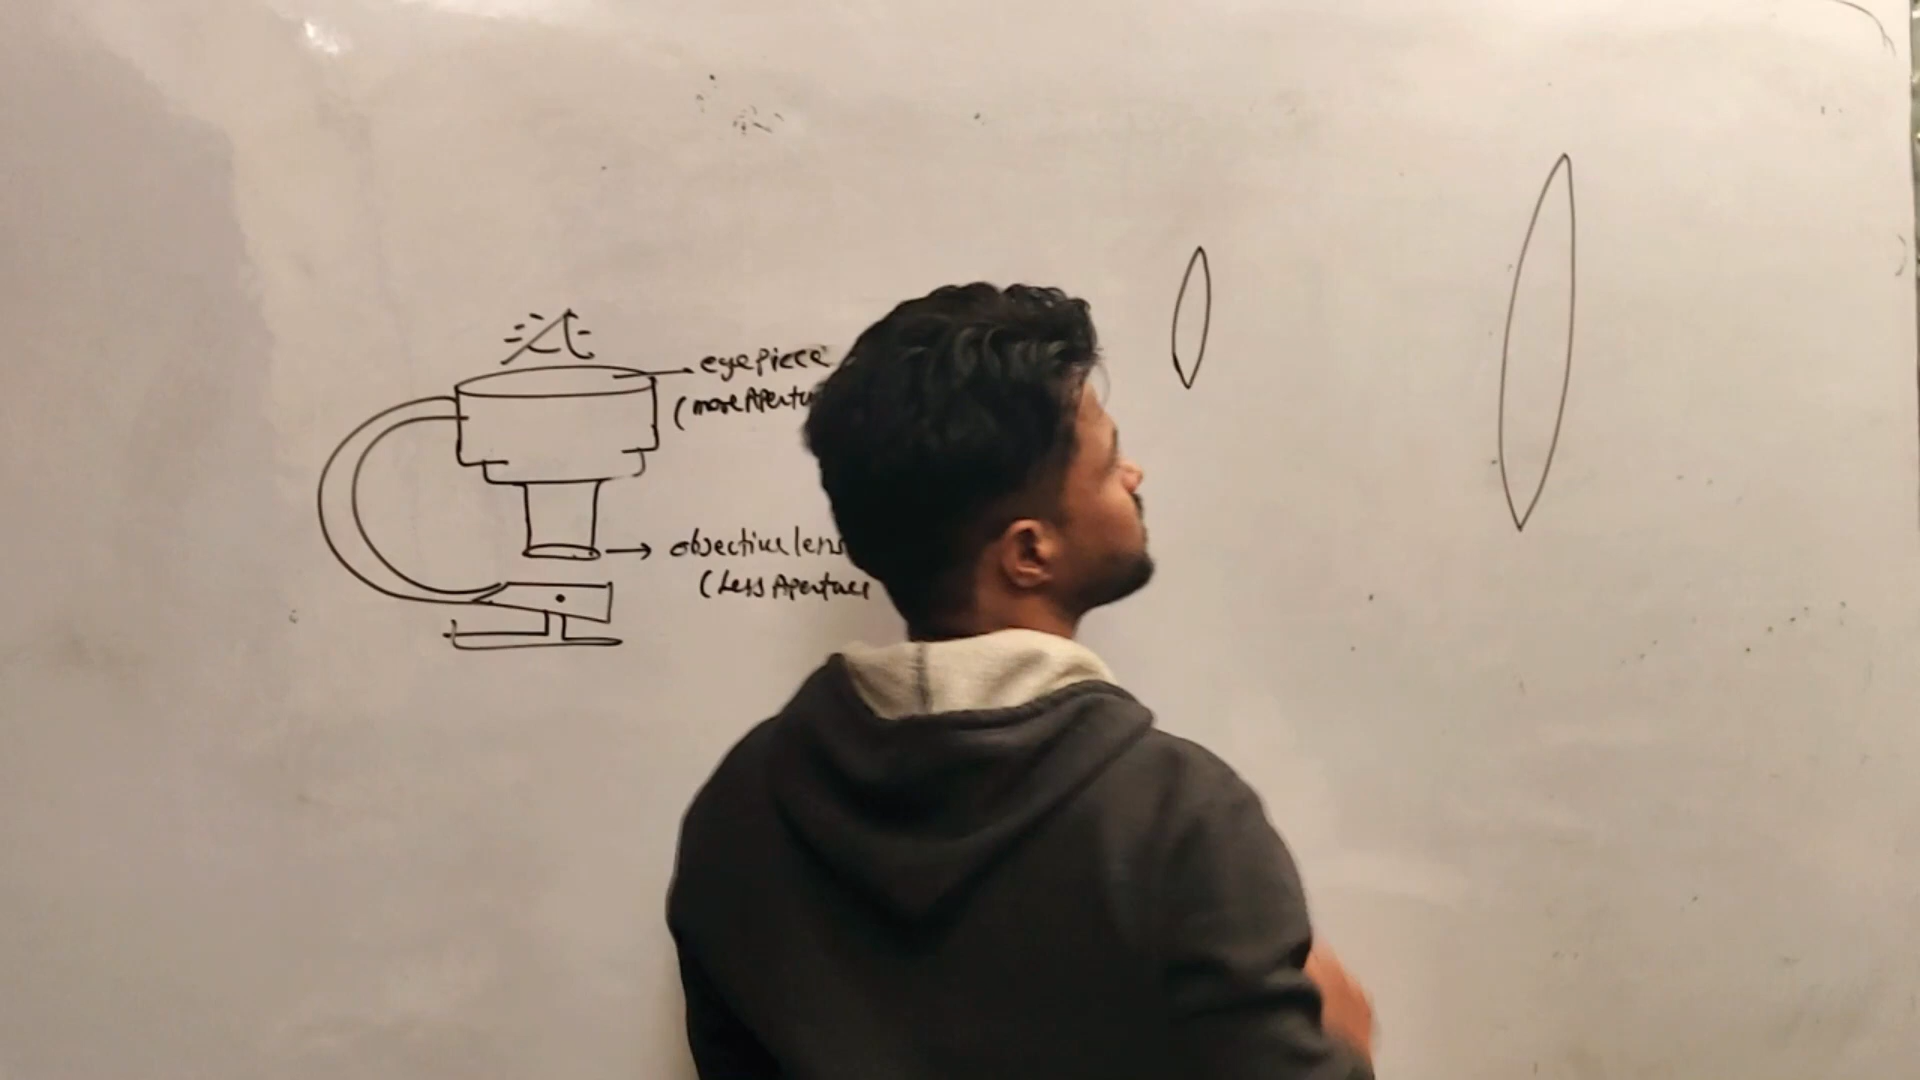 eyepiece
(more Apertu
objective lens
(Less Aperture